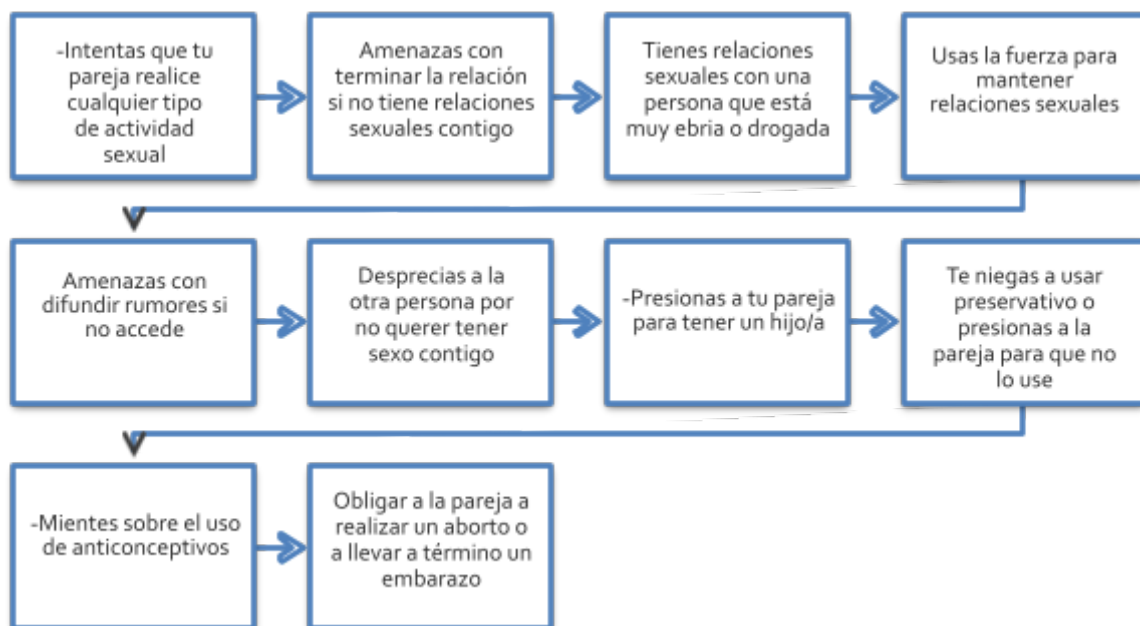 -Intentas que tu
pareja realice
cualquier tipo
de actividad
sexual
Amenazas con
terminar la relación
si no tiene relaciones
sexuales contigo
Tienes relaciones
sexuales con una
persona que está
muy ebria o drogada
Usas la fuerza para
mantener
relaciones sexuales
Amenazas con
difundir rumores si
no accede
Desprecias a la
otra persona por
no querer tener
sexo contigo
-Presionas a tu pareja
para tener un hijo/a
Te niegas a usar
preservativo o
presionas a la
pareja para que no
lo use
-Mientes sobre el uso
de anticonceptivos
Obligar a la pareja a
realizar un aborto o
a llevar a término un
embarazo